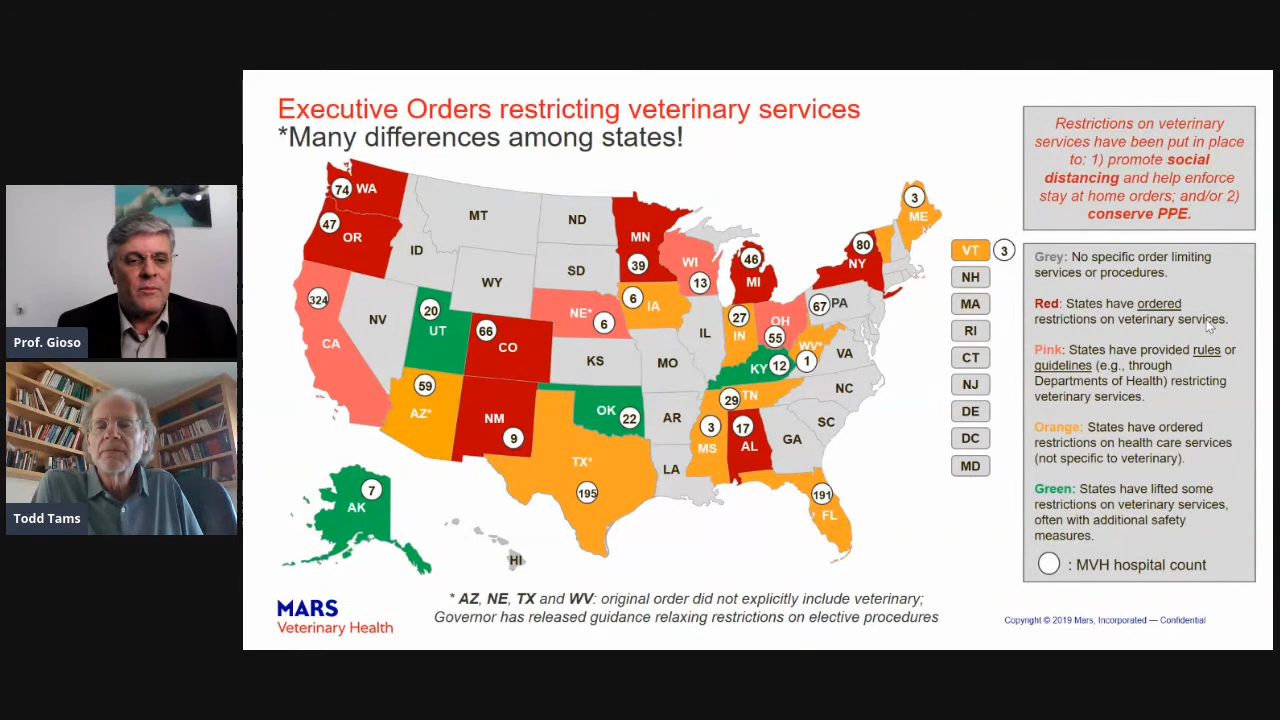 Executive Orders restricting veterinary services
*Many differences among states!
74 WA
47
OR
MT
ND
ID
WY
SD
MN
39
WI
13
46
MI
80
NY
3
ME
324
CA
NV
20
UT
66
CO
NE*
6
6
IA
IL
27
IN
OH
55
67
PA
WV*
1
VA
KS
MO
KY
12
59
AZ*
NM
9
OK
22
AR
29
TN
NC
SC
3
MS
17
AL
GA
TX*
195
LA
191
FL
7
AK
HI
VT
3
NH
MA
RI
CT
NJ
DE
DC
MD
Restrictions on veterinary
services have been put in place
to: 1) promote social
distancing and help enforce
stay at home orders; and/or 2)
conserve PPE.
Grey: No specific order limiting
services or procedures.
Red: States have ordered
restrictions on veterinary services.
Pink: States have provided rules or
guidelines (e.g., through
Departments of Health) restricting
veterinary services.
Orange: States have ordered
restrictions on health care services
(not specific to veterinary).
Green: States have lifted some
restrictions on veterinary services,
often with additional safety
measures.
: MVH hospital count
Prof. Gioso
Todd Tams
* AZ, NE, TX and WV: original order did not explicitly include veterinary;
Governor has released guidance relaxing restrictions on elective procedures
MARS
Veterinary Health
Copyright © 2019 Mars, Incorporated — Confidential